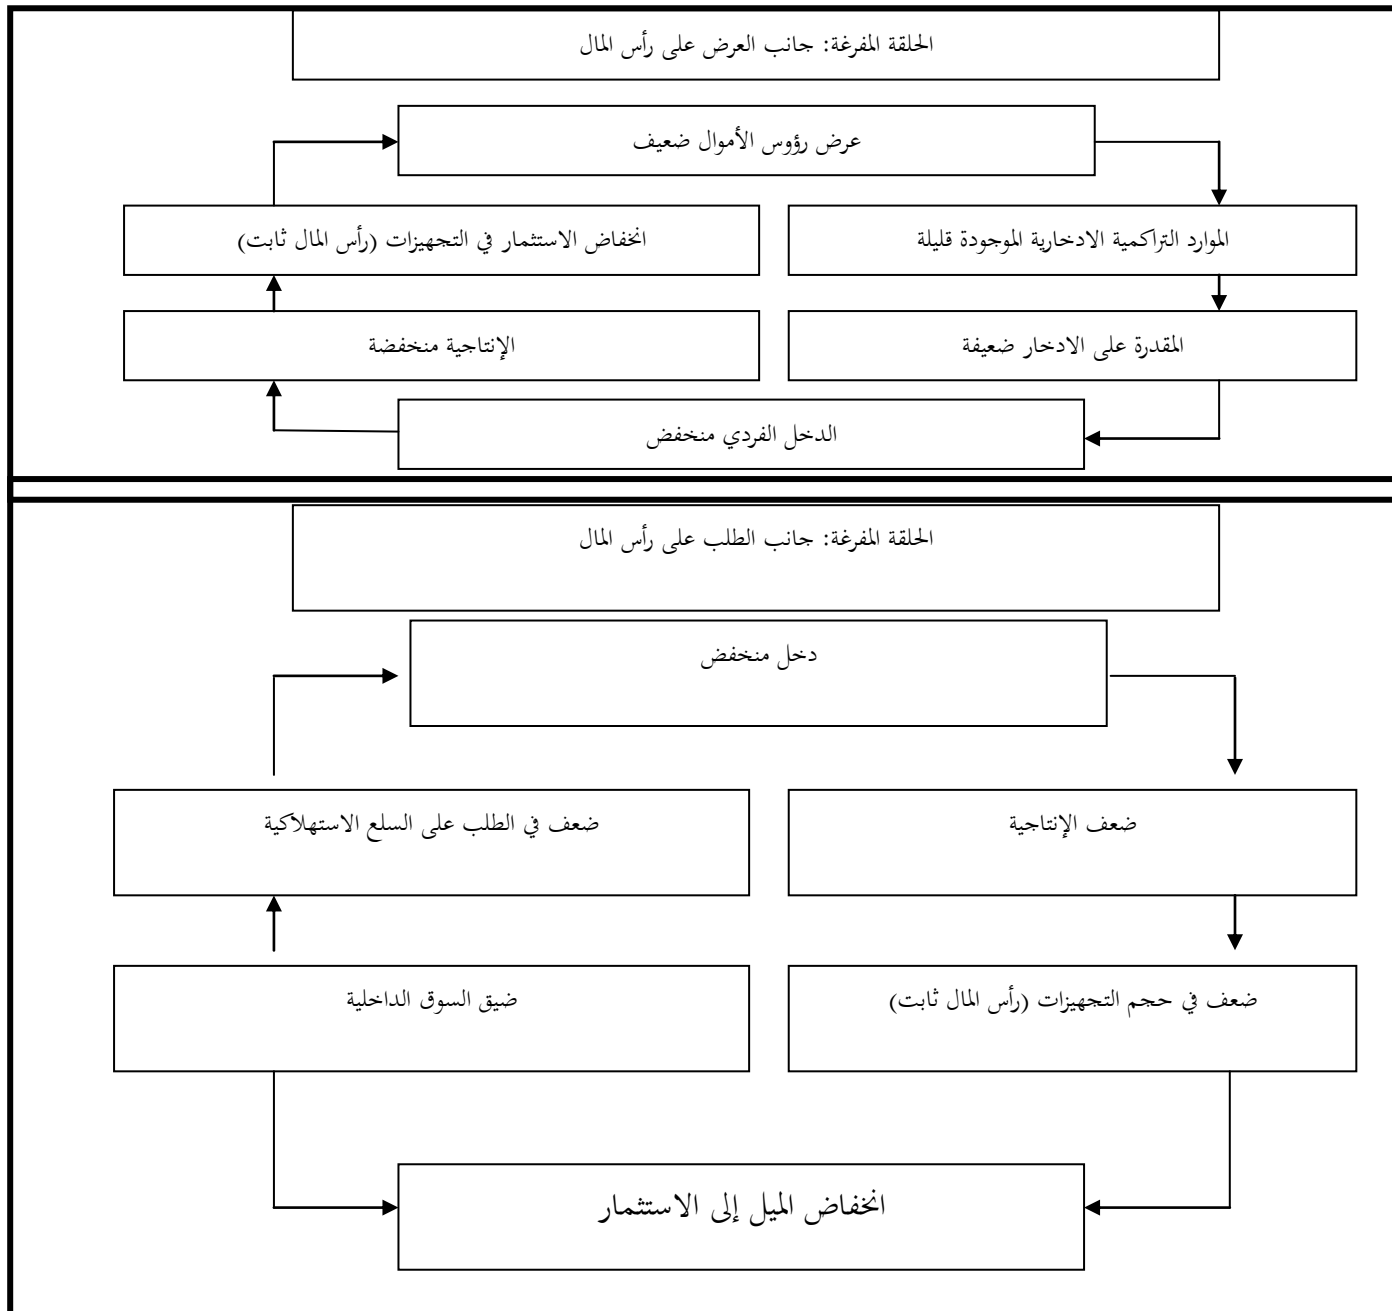 الحلقة المفرغة: جانب العرض على رأس المال
عرض رؤوس الأموال ضعيف
الموارد التراكمية الادخارية الموجودة قليلة
انخفاض الاستثمار في التجهيزات (رأس المال ثابت)
المقدرة على الادخار ضعيفة
الإنتاجية منخفضة
الدخل الفردي منخفض
الحلقة المفرغة: جانب الطلب على رأس المال
دخل منخفض
ضعف الإنتاجية
ضعف في الطلب على السلع الاستهلاكية
ضعف في حجم التجهيزات (رأس المال ثابت)
ضيق السوق الداخلية
انخفاض الميل إلى الاستثمار